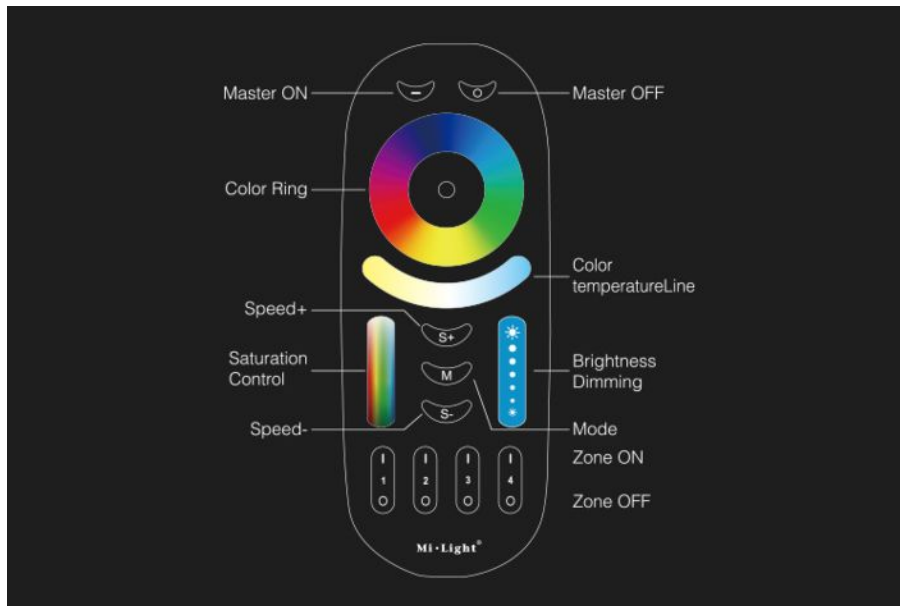 Master ON
Master OFF
Color Ring
Color
temperatureLine
Speed+
S+
Saturation
Control
M
Brightness
Dimming
Speed-
S-
Mode
Zone ON
1 2 3 4
Zone OFF
Mi·Light®